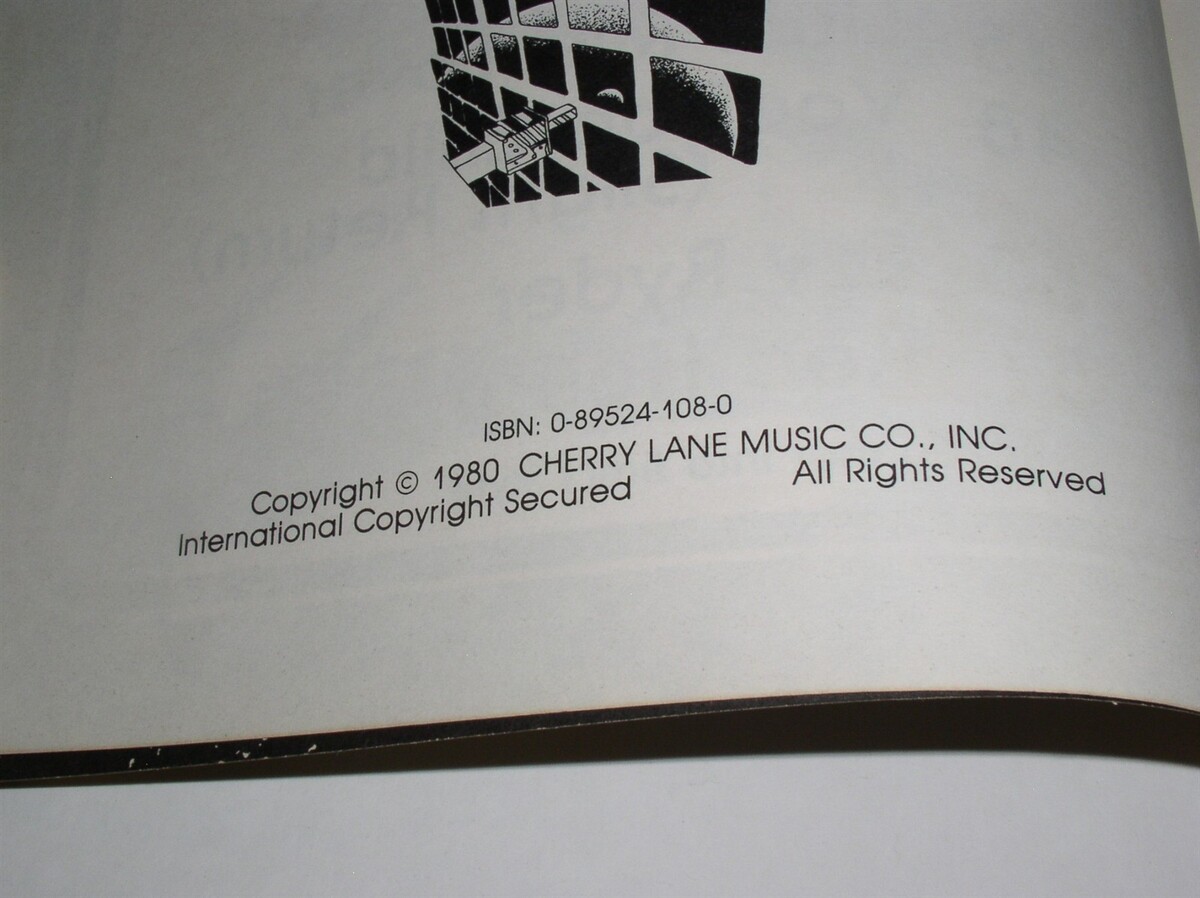 ISBN: 0-89524-108-0
Copyright © 1980 CHERRY LANE MUSIC CO., INC.
International Copyright Secured All Rights Reserved